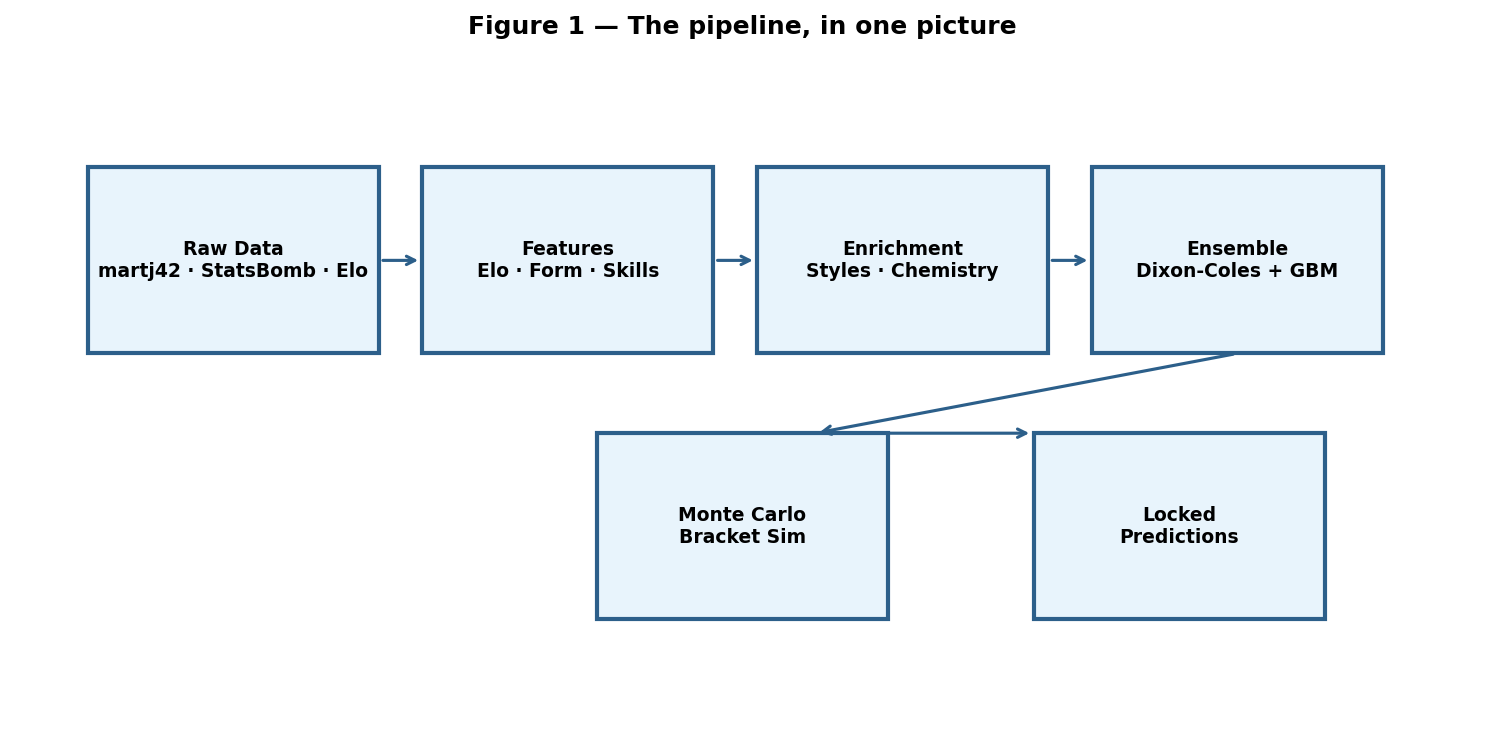 Figure 1 — The pipeline, in one picture
Raw Data
martj42 · StatsBomb · Elo
Features
Elo · Form · Skills
Enrichment
Styles · Chemistry
Ensemble
Dixon-Coles + GBM
Monte Carlo
Bracket Sim
Locked
Predictions